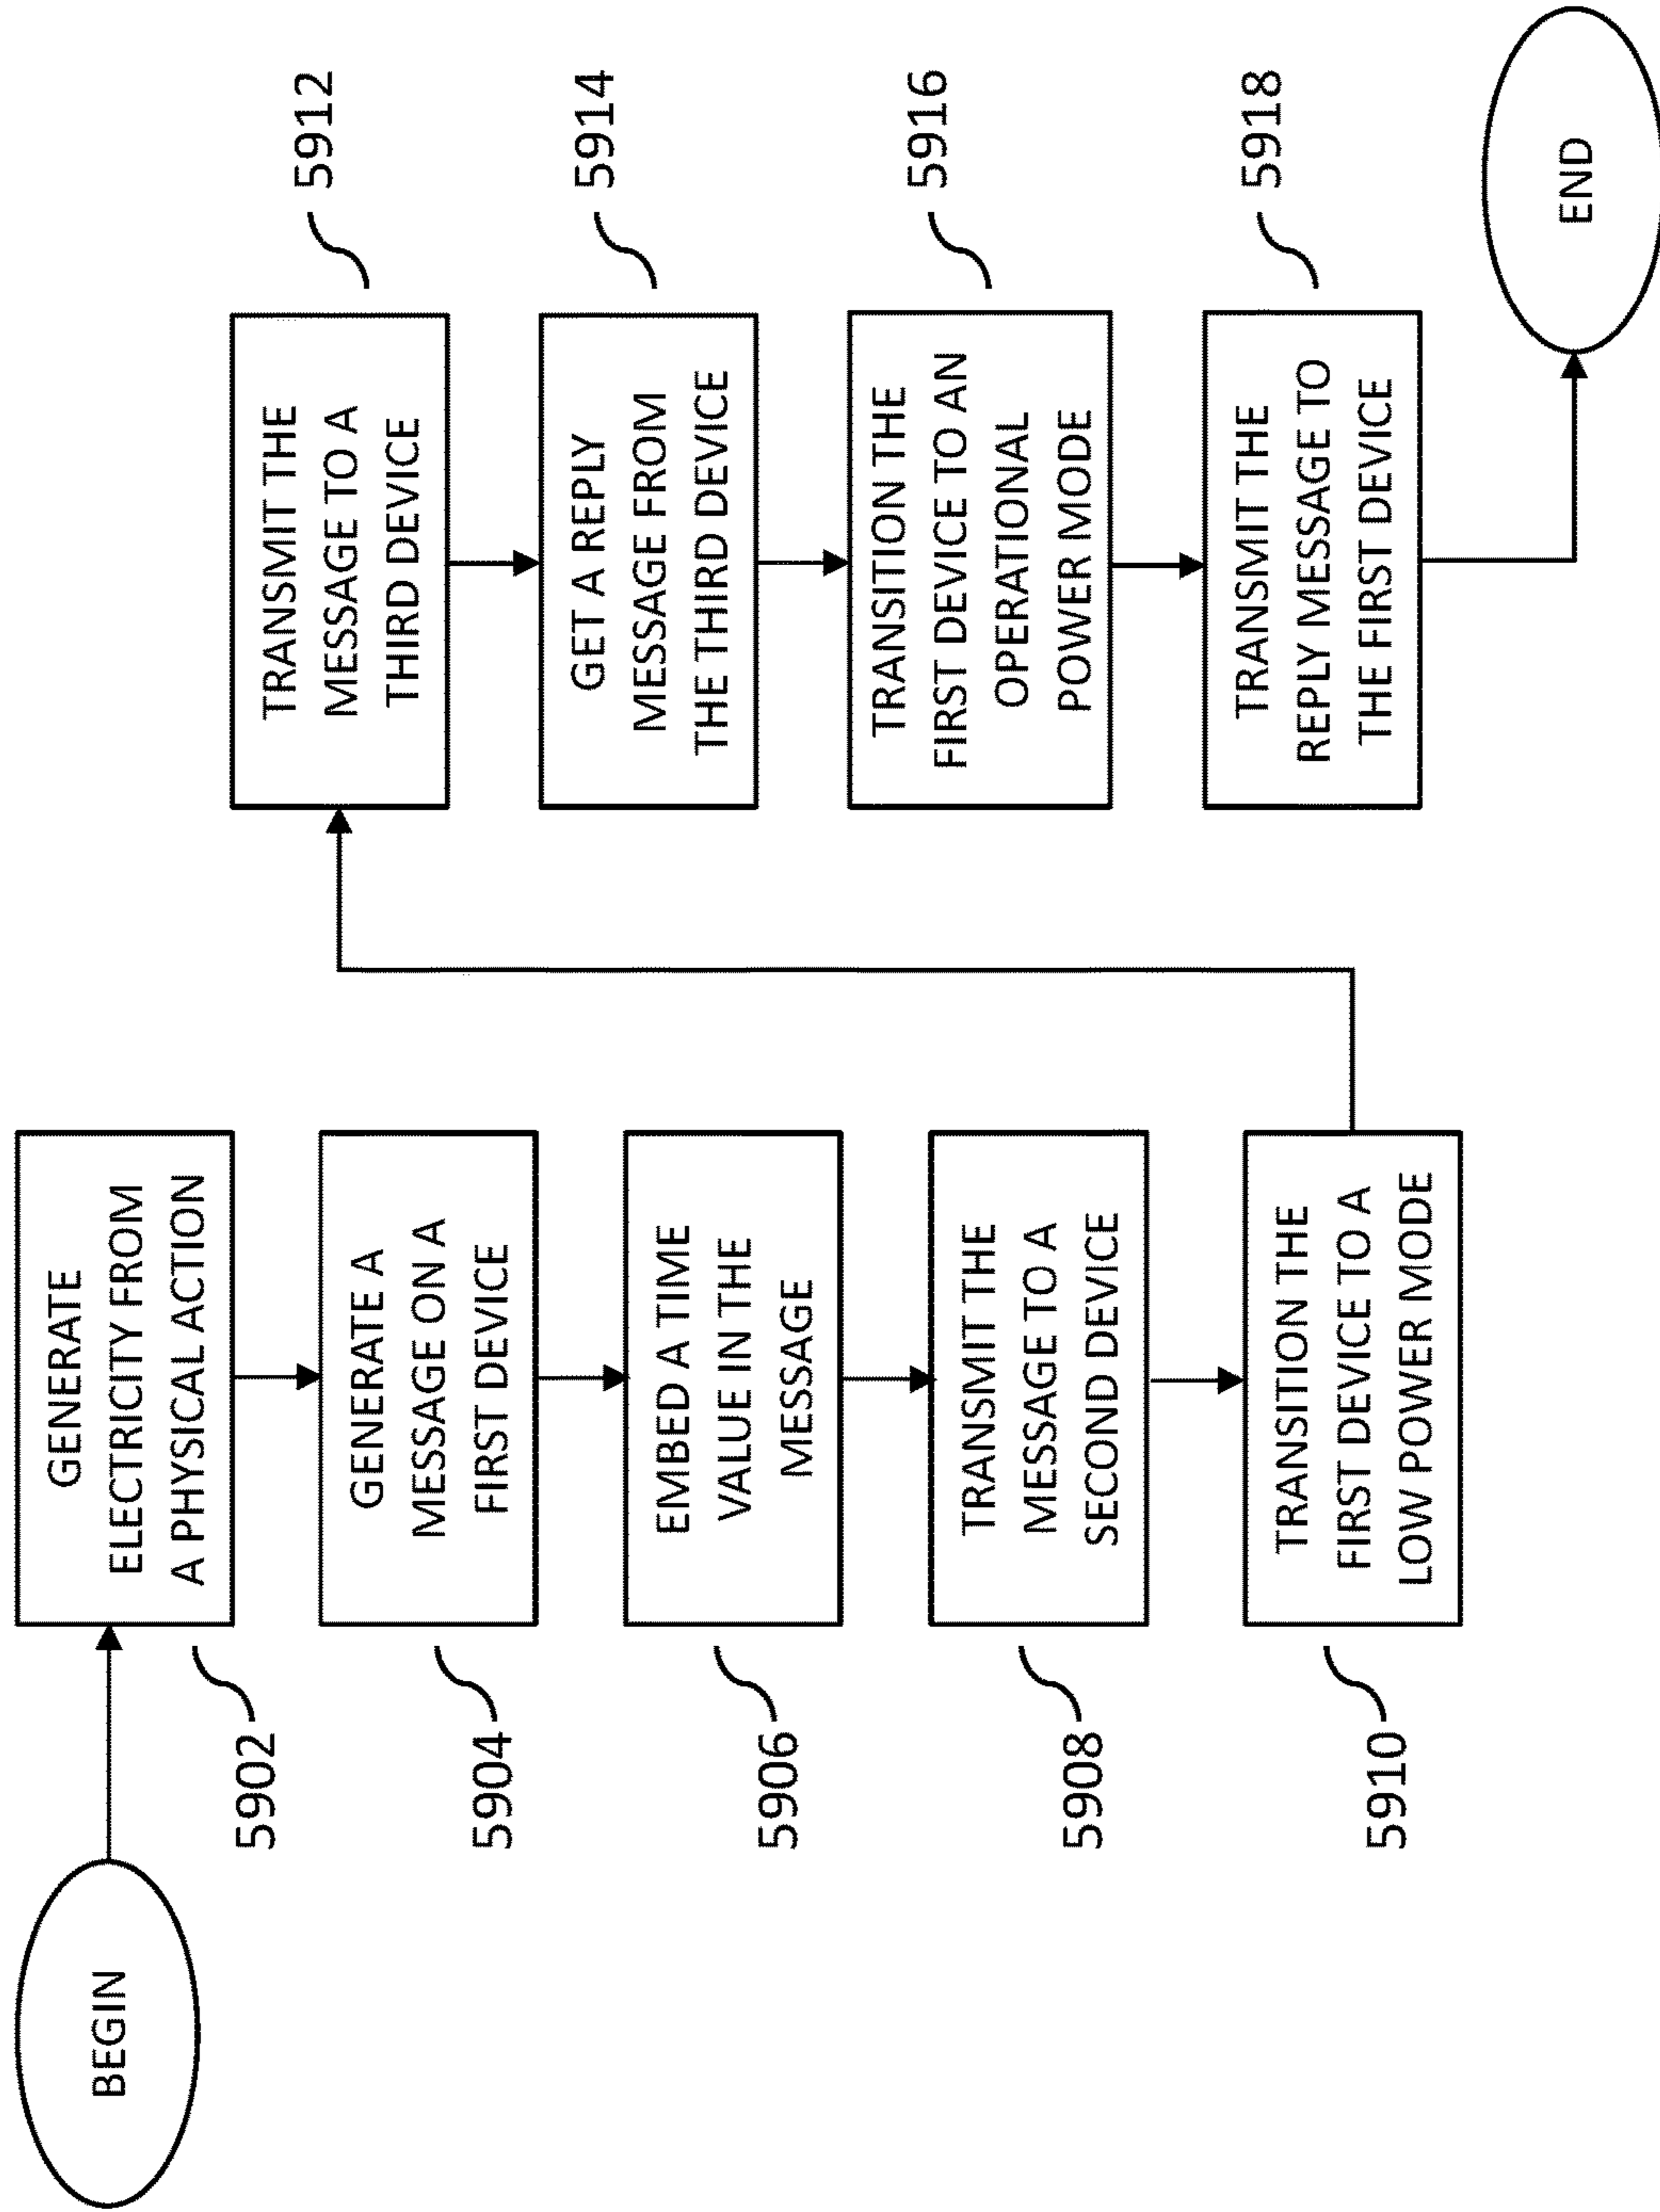 BEGIN
GENERATE
ELECTRICITY FROM
A PHYSICAL ACTION
5902
GENERATE A
MESSAGE ON A
FIRST DEVICE
5904
EMBED A TIME
VALUE IN THE
MESSAGE
5906
TRANSMIT THE
MESSAGE TO A
SECOND DEVICE
5908
TRANSITION THE
FIRST DEVICE TO A
LOW POWER MODE
5910
TRANSMIT THE
MESSAGE TO A
THIRD DEVICE
5912
GET A REPLY
MESSAGE FROM
THE THIRD DEVICE
5914
TRANSITION THE
FIRST DEVICE TO AN
OPERATIONAL
POWER MODE
5916
TRANSMIT THE
REPLY MESSAGE TO
THE FIRST DEVICE
5918
END